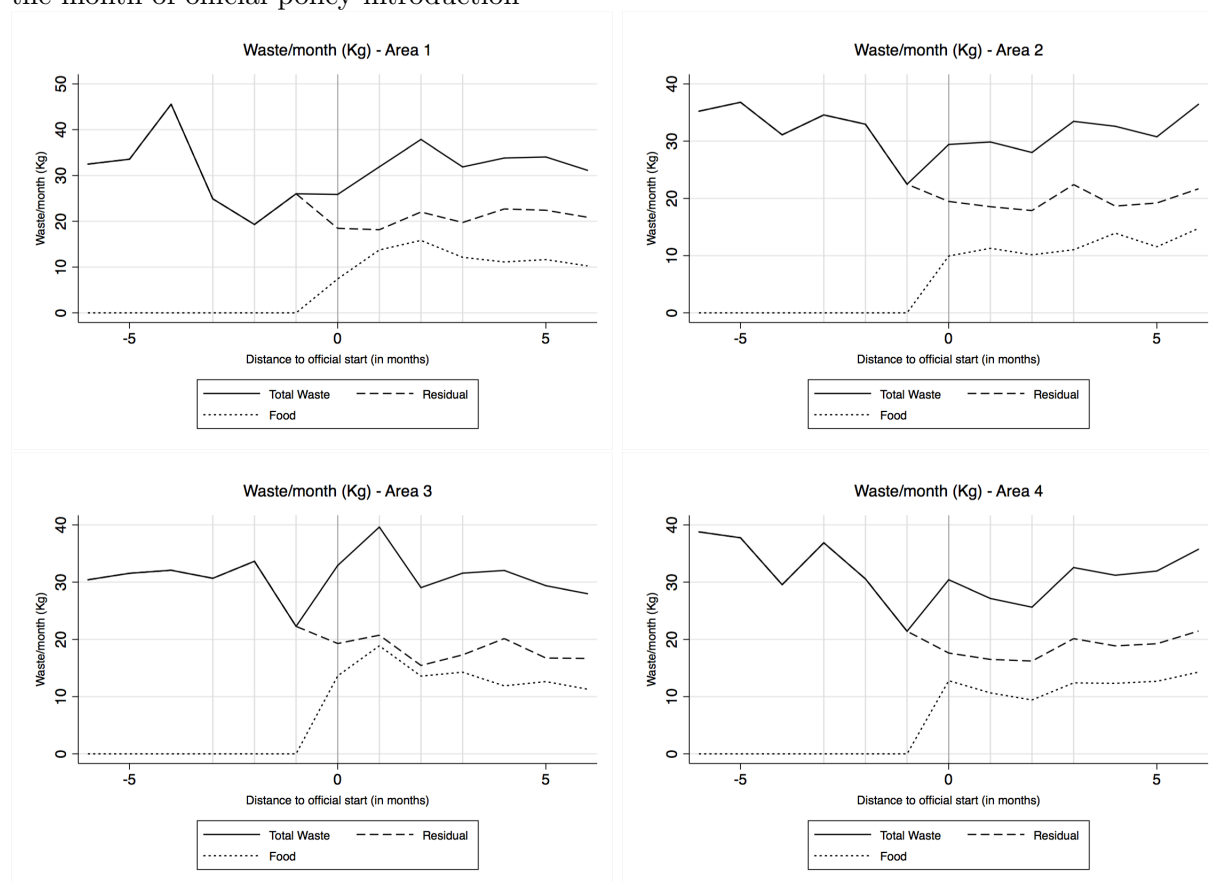 the month of official policy introduction
Waste/month (Kg) - Area 1
Waste/month (Kg)
50
40
30
20
10
0
-5 0 5
Distance to official start (in months)
Total Waste Residual
Food
Waste/month (Kg) - Area 2
Waste/month (Kg)
40
30
20
10
0
-5 0 5
Distance to official start (in months)
Total Waste Residual
Food
Waste/month (Kg) - Area 3
Waste/month (Kg)
40
30
20
10
0
-5 0 5
Distance to official start (in months)
Total Waste Residual
Food
Waste/month (Kg) - Area 4
Waste/month (Kg)
40
30
20
10
0
-5 0 5
Distance to official start (in months)
Total Waste Residual
Food